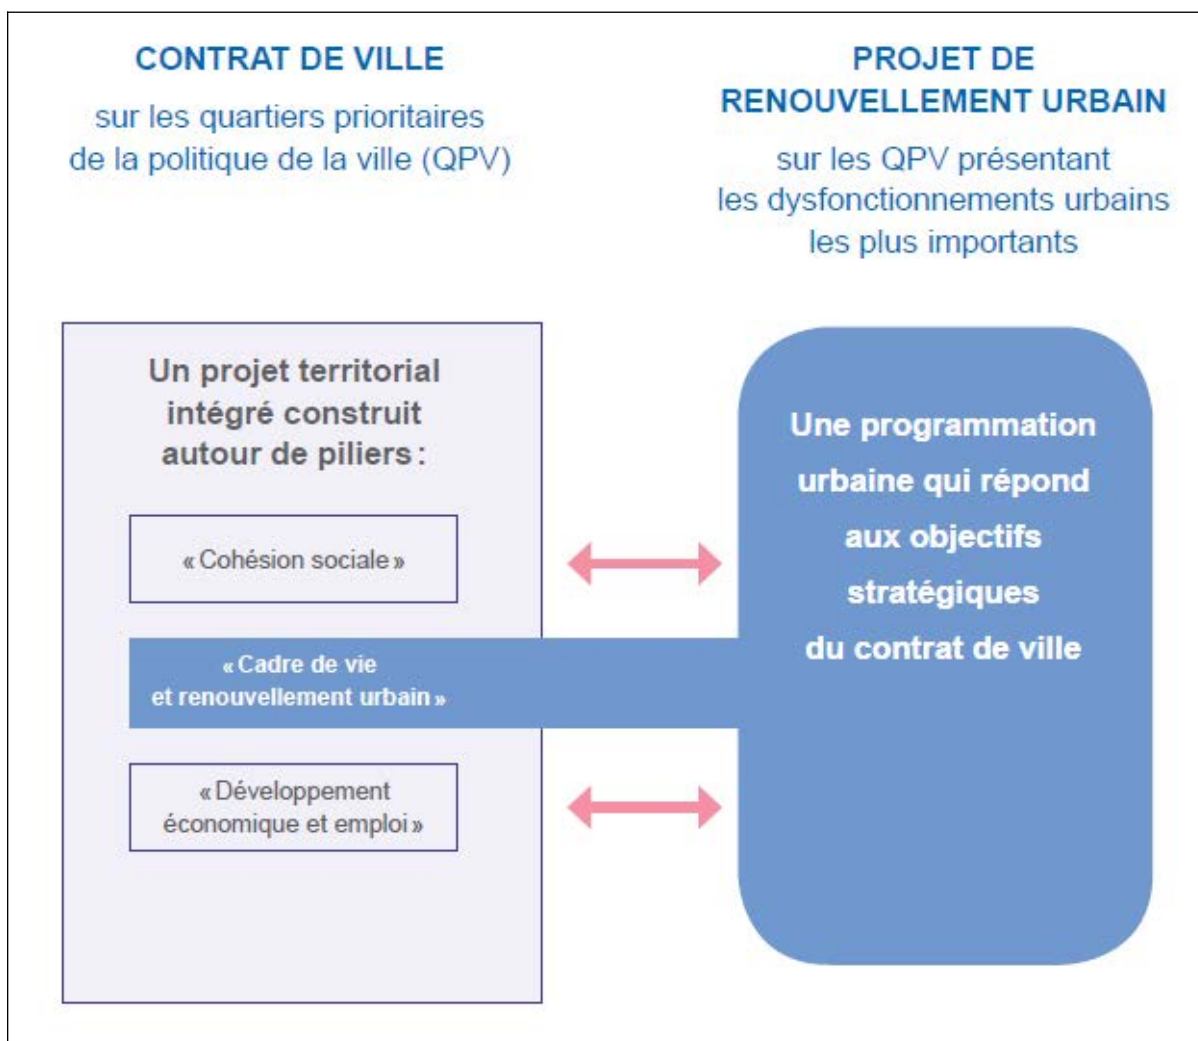 CONTRAT DE VILLE
sur les quartiers prioritaires
de la politique de la ville (QPV)
PROJET DE
RENOUVELLEMENT URBAIN
sur les QPV présentant
les dysfonctionnements urbains
les plus importants
Un projet territorial
intégré construit
autour de piliers :
« Cohésion sociale »
« Cadre de vie
et renouvellement urbain »
« Développement
économique et emploi »
Une programmation
urbaine qui répond
aux objectifs
stratégiques
du contrat de ville